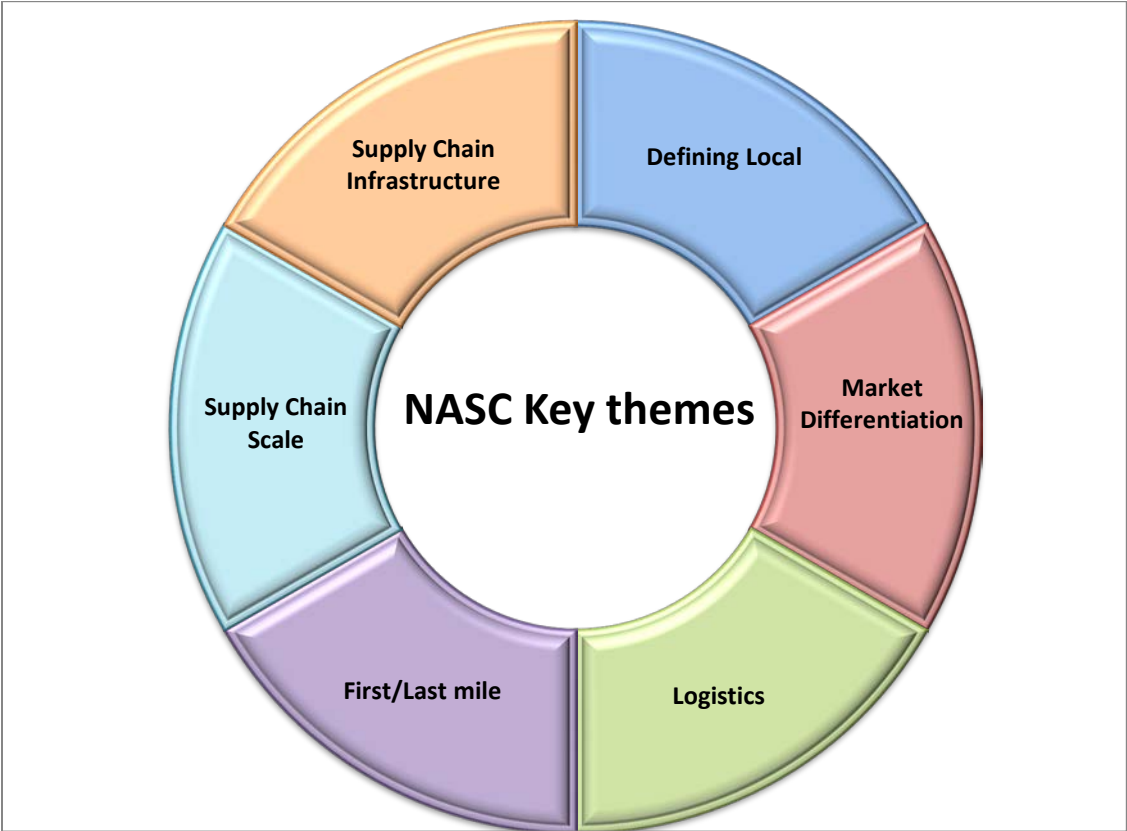 Supply Chain
Infrastructure
Defining Local
Market
Differentiation
Supply Chain
Scale
NASC Key themes
First/Last mile
Logistics